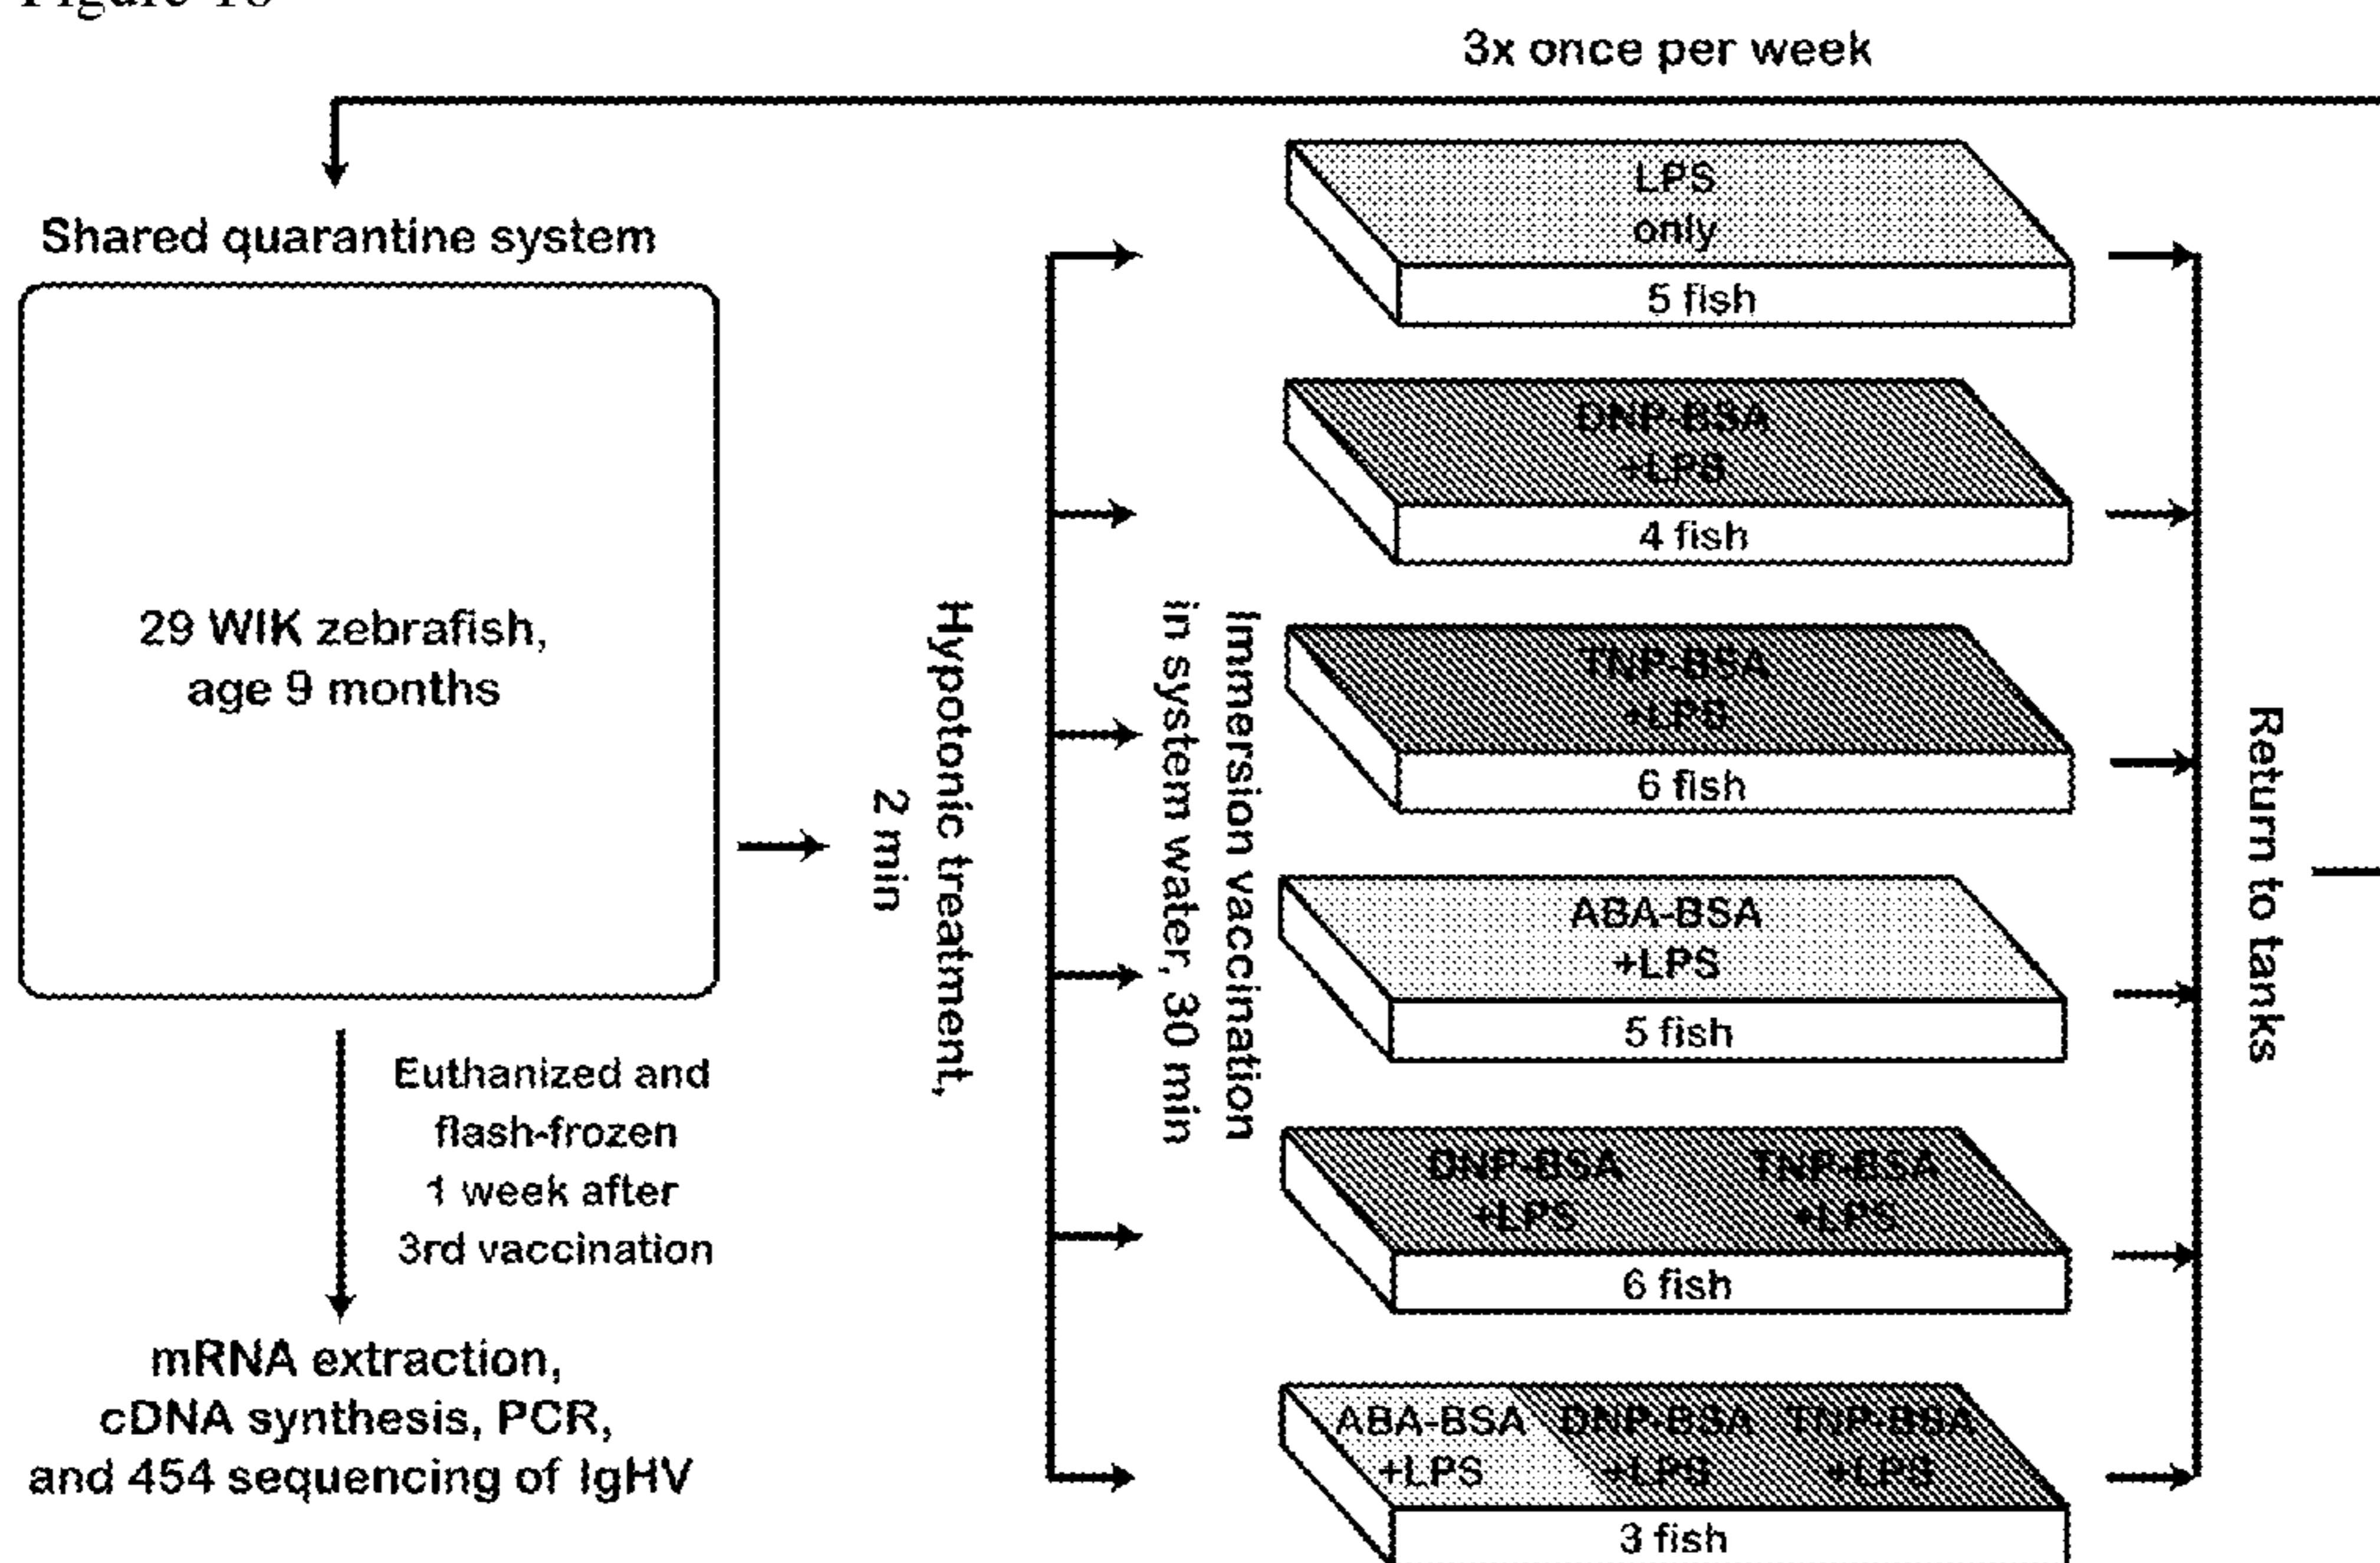 3x once per week
Shared quarantine system
29 WIK zebrafish,
age 9 months
Euthanized and
flash-frozen
1 week after
3rd vaccination
mRNA extraction,
cDNA synthesis, PCR,
and 454 sequencing of IgHV
Hypotonic treatment,
2 min
Immersion vaccination
in system water, 30 min
LPS
only
5 fish
DNP-BSA
+LPS
4 fish
TNP-BSA
+LPS
6 fish
ABA-BSA
+LPS
5 fish
DNP-BSA TNP-BSA
+LPS +LPS
6 fish
ABA-BSA DNP-BSA TNP-BSA
+LPS +LPS +LPS
3 fish
Return to tanks